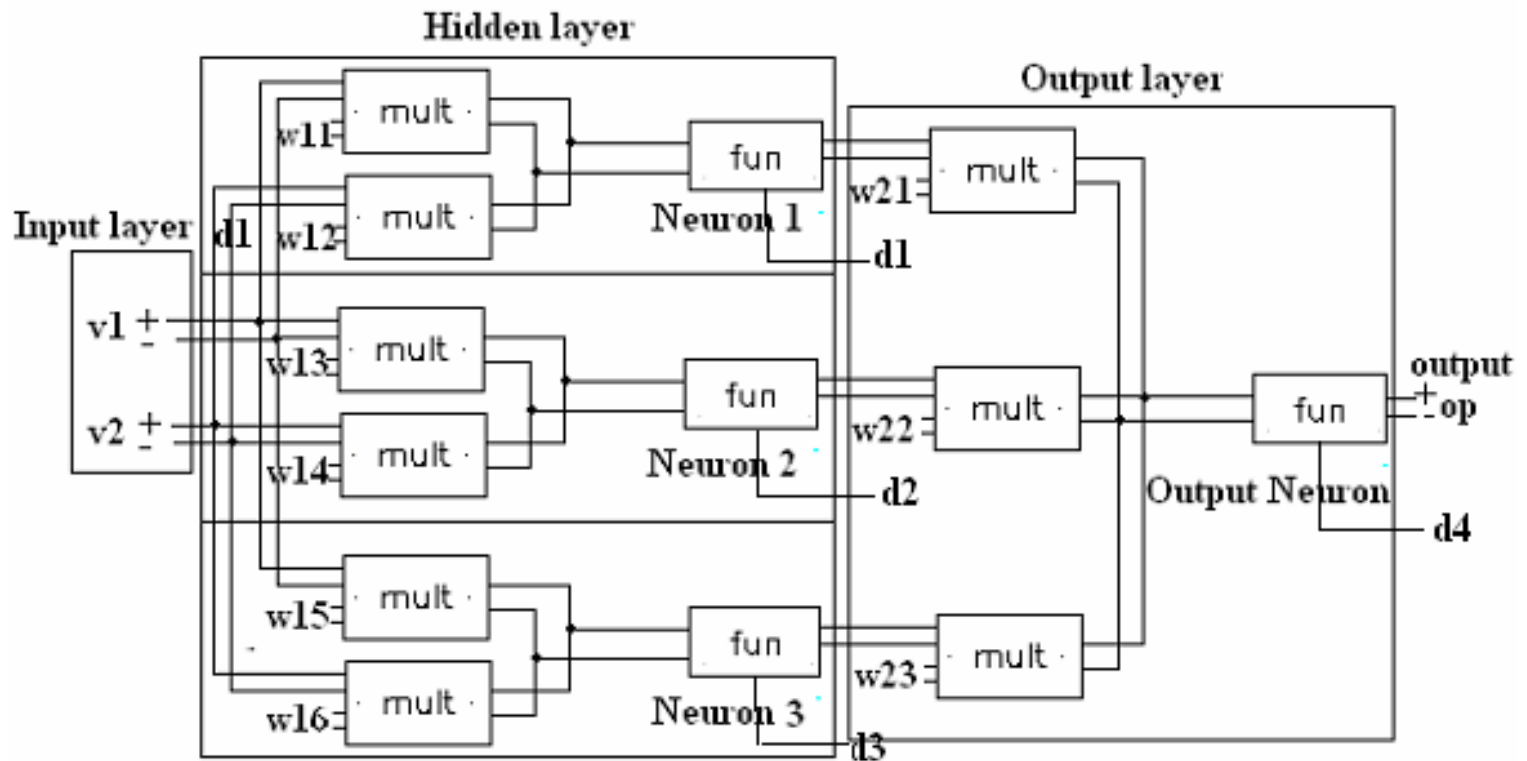 Hidden layer
Output layer
mult
w11
fun
mult
w21
mult
w12
Neuron 1
Input layer
d1
d1
v1 + -
mult
w13
fun
mult
w22
output
+ - op
fun
v2 + -
mult
w14
Neuron 2
d2
Output Neuron
d4
mult
w15
fun
mult
w23
mult
w16
Neuron 3
d3